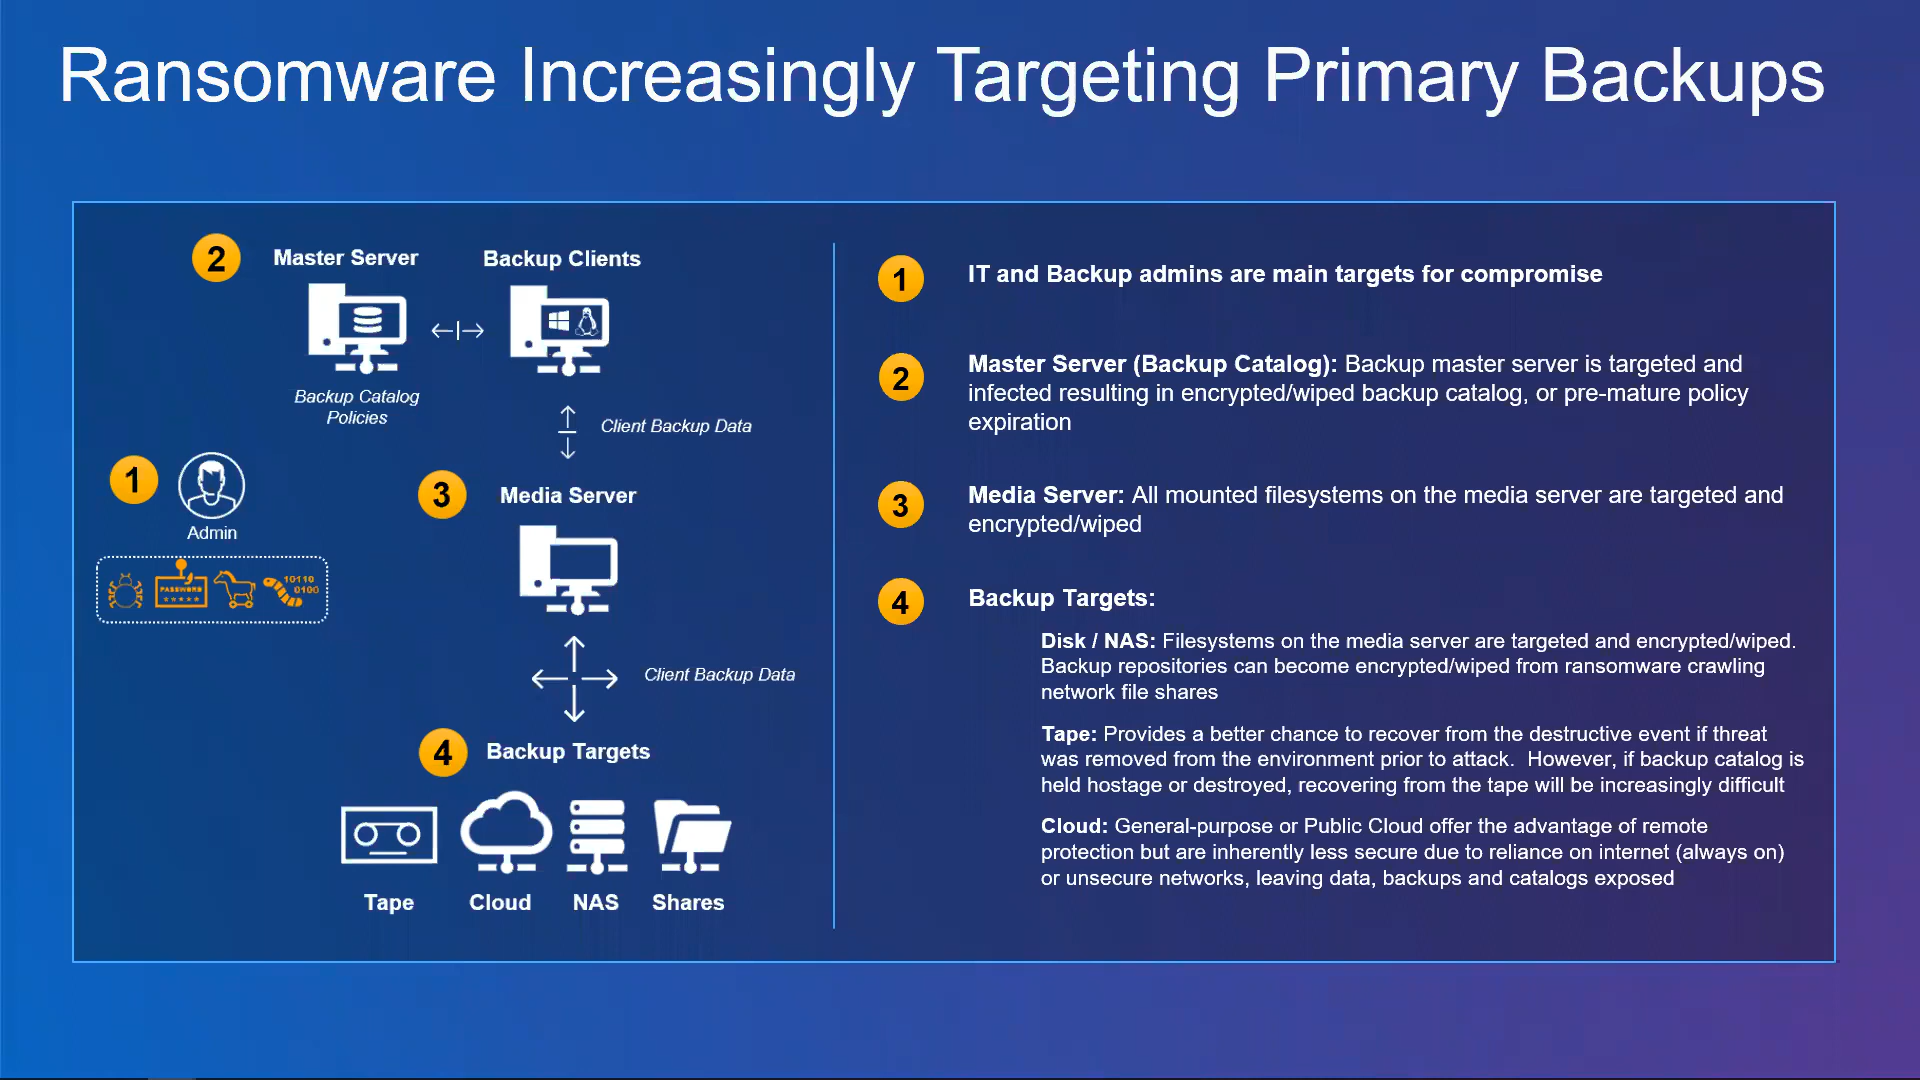 Ransomware Increasingly Targeting Primary Backups
2
Master Server
Backup Clients
Backup Catalog
Policies
Client Backup Data
1
Admin
PASSWORD
*****
10110
0100
3
Media Server
Client Backup Data
4
Backup Targets
Tape
Cloud
NAS
Shares
1
IT and Backup admins are main targets for compromise
2
Master Server (Backup Catalog): Backup master server is targeted and
infected resulting in encrypted/wiped backup catalog, or pre-mature policy
expiration
3
Media Server: All mounted filesystems on the media server are targeted and
encrypted/wiped
4
Backup Targets:
Disk / NAS: Filesystems on the media server are targeted and encrypted/wiped.
Backup repositories can become encrypted/wiped from ransomware crawling
network file shares
Tape: Provides a better chance to recover from the destructive event if threat
was removed from the environment prior to attack. However, if backup catalog is
held hostage or destroyed, recovering from the tape will be increasingly difficult
Cloud: General-purpose or Public Cloud offer the advantage of remote
protection but are inherently less secure due to reliance on internet (always on)
or unsecure networks, leaving data, backups and catalogs exposed